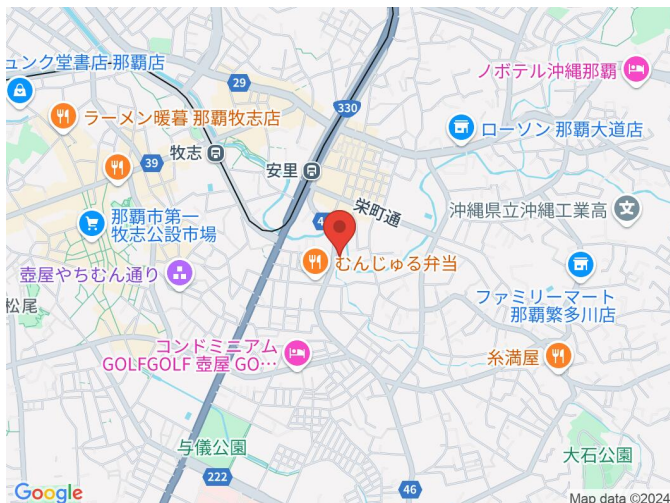 ュンク堂書店 那覇店
29
330
ノボテル沖縄那覇
ラーメン暖暮 那覇牧志店
ローソン 那覇大道店
39
牧志
安里
栄町通
沖縄県立沖縄工業高
那覇市第一
牧志公設市場
むんじゅる弁当
壺屋やちむん通り
松尾
ファミリーマート
那覇繁多川店
コンドミニアム
GOLFGOLF 壺屋 GO…
糸満屋
与儀公園
大石公園
222
46
Google
Map data ©2024